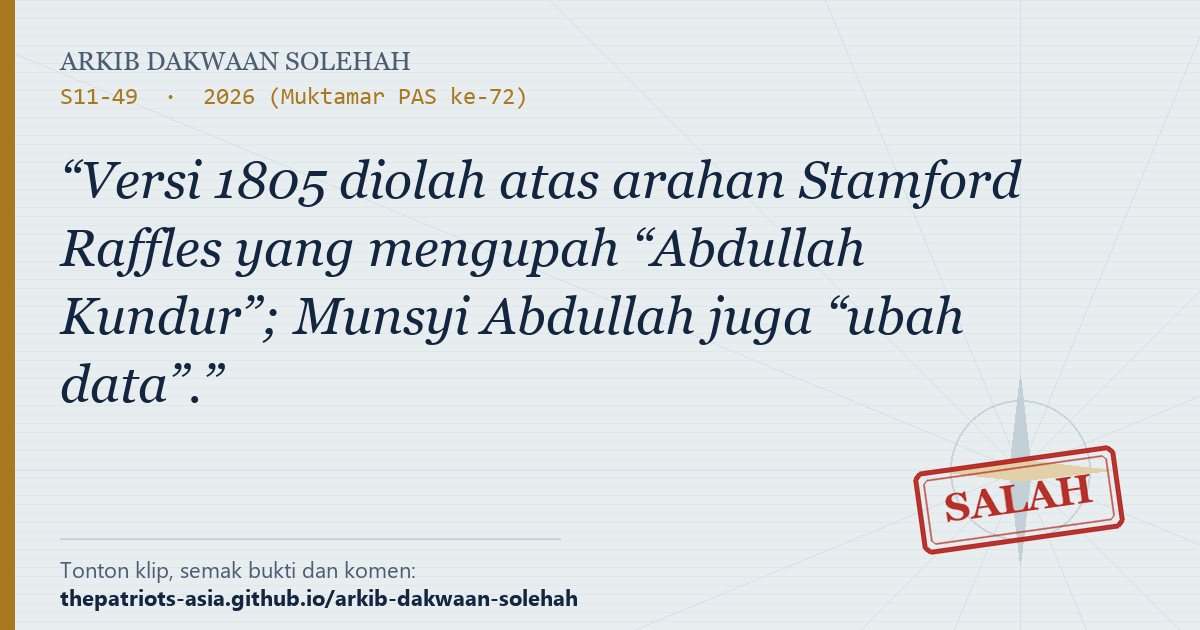 ARKIB DAKWAAN SOLEHAH
S11-49 · 2026 (Muktamar PAS ke-72)
“Versi 1805 diolah atas arahan Stamford
Raffles yang mengupah “Abdullah
Kundur”; Munsyi Abdullah juga “ubah
data”.”
SALAH
Tonton klip, semak bukti dan komen:
thepatriots-asia.github.io/arkib-dakwaan-solehah